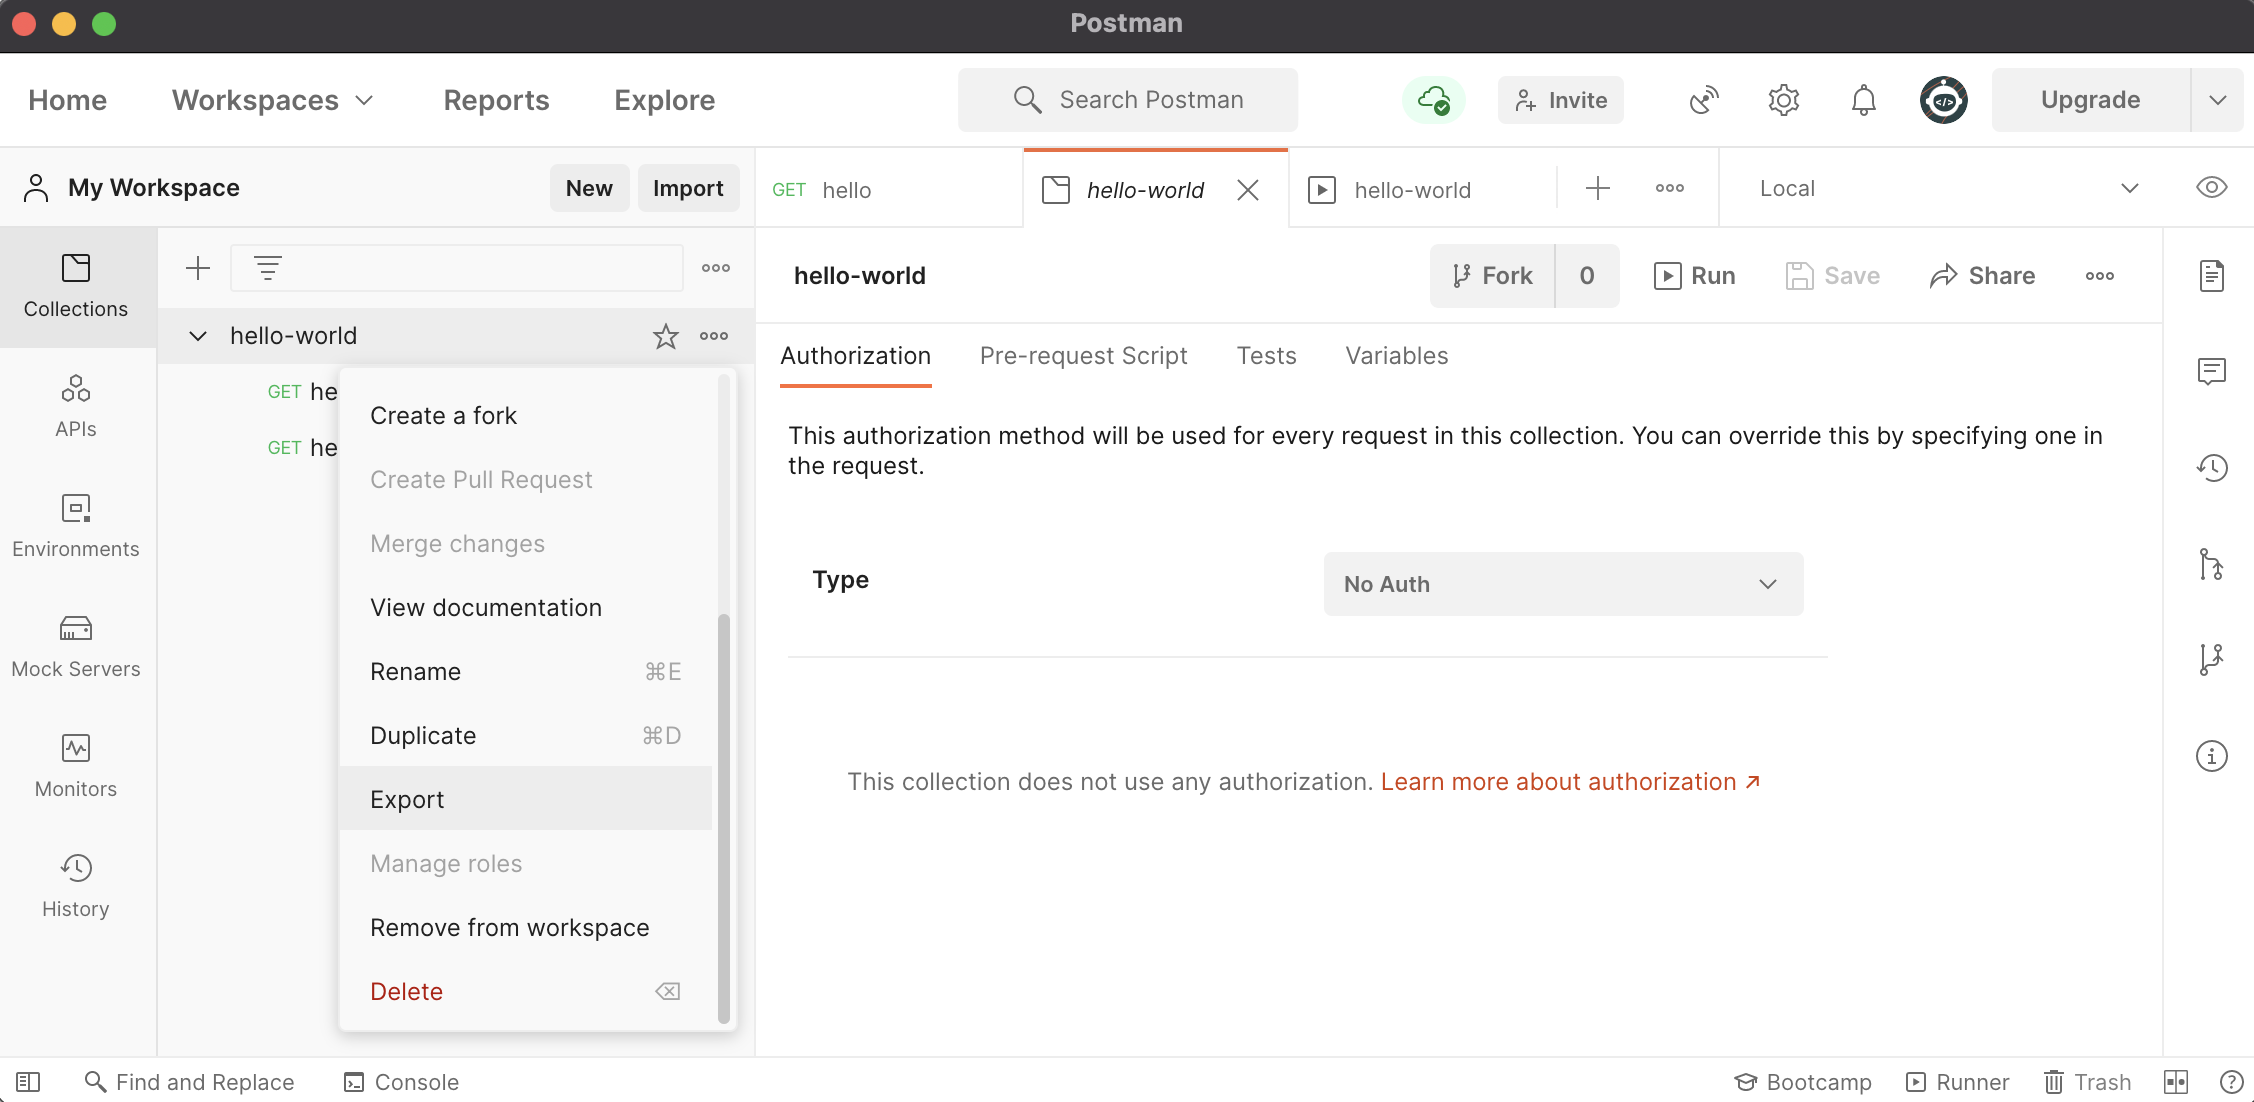 Postman
Home Workspaces Reports Explore Search Postman Invite Upgrade
My Workspace New Import
GET hello hello-world hello-world Local
Collections
APIs
Environments
Mock Servers
Monitors
History
hello-world
GET he
GET he
Create a fork
Create Pull Request
Merge changes
View documentation
Rename ⌘E
Duplicate ⌘D
Export
Manage roles
Remove from workspace
Delete
hello-world Fork 0 Run Save Share
Authorization Pre-request Script Tests Variables
This authorization method will be used for every request in this collection. You can override this by specifying one in
the request.
Type No Auth
This collection does not use any authorization. Learn more about authorization ↗
Find and Replace Console Bootcamp Runner Trash